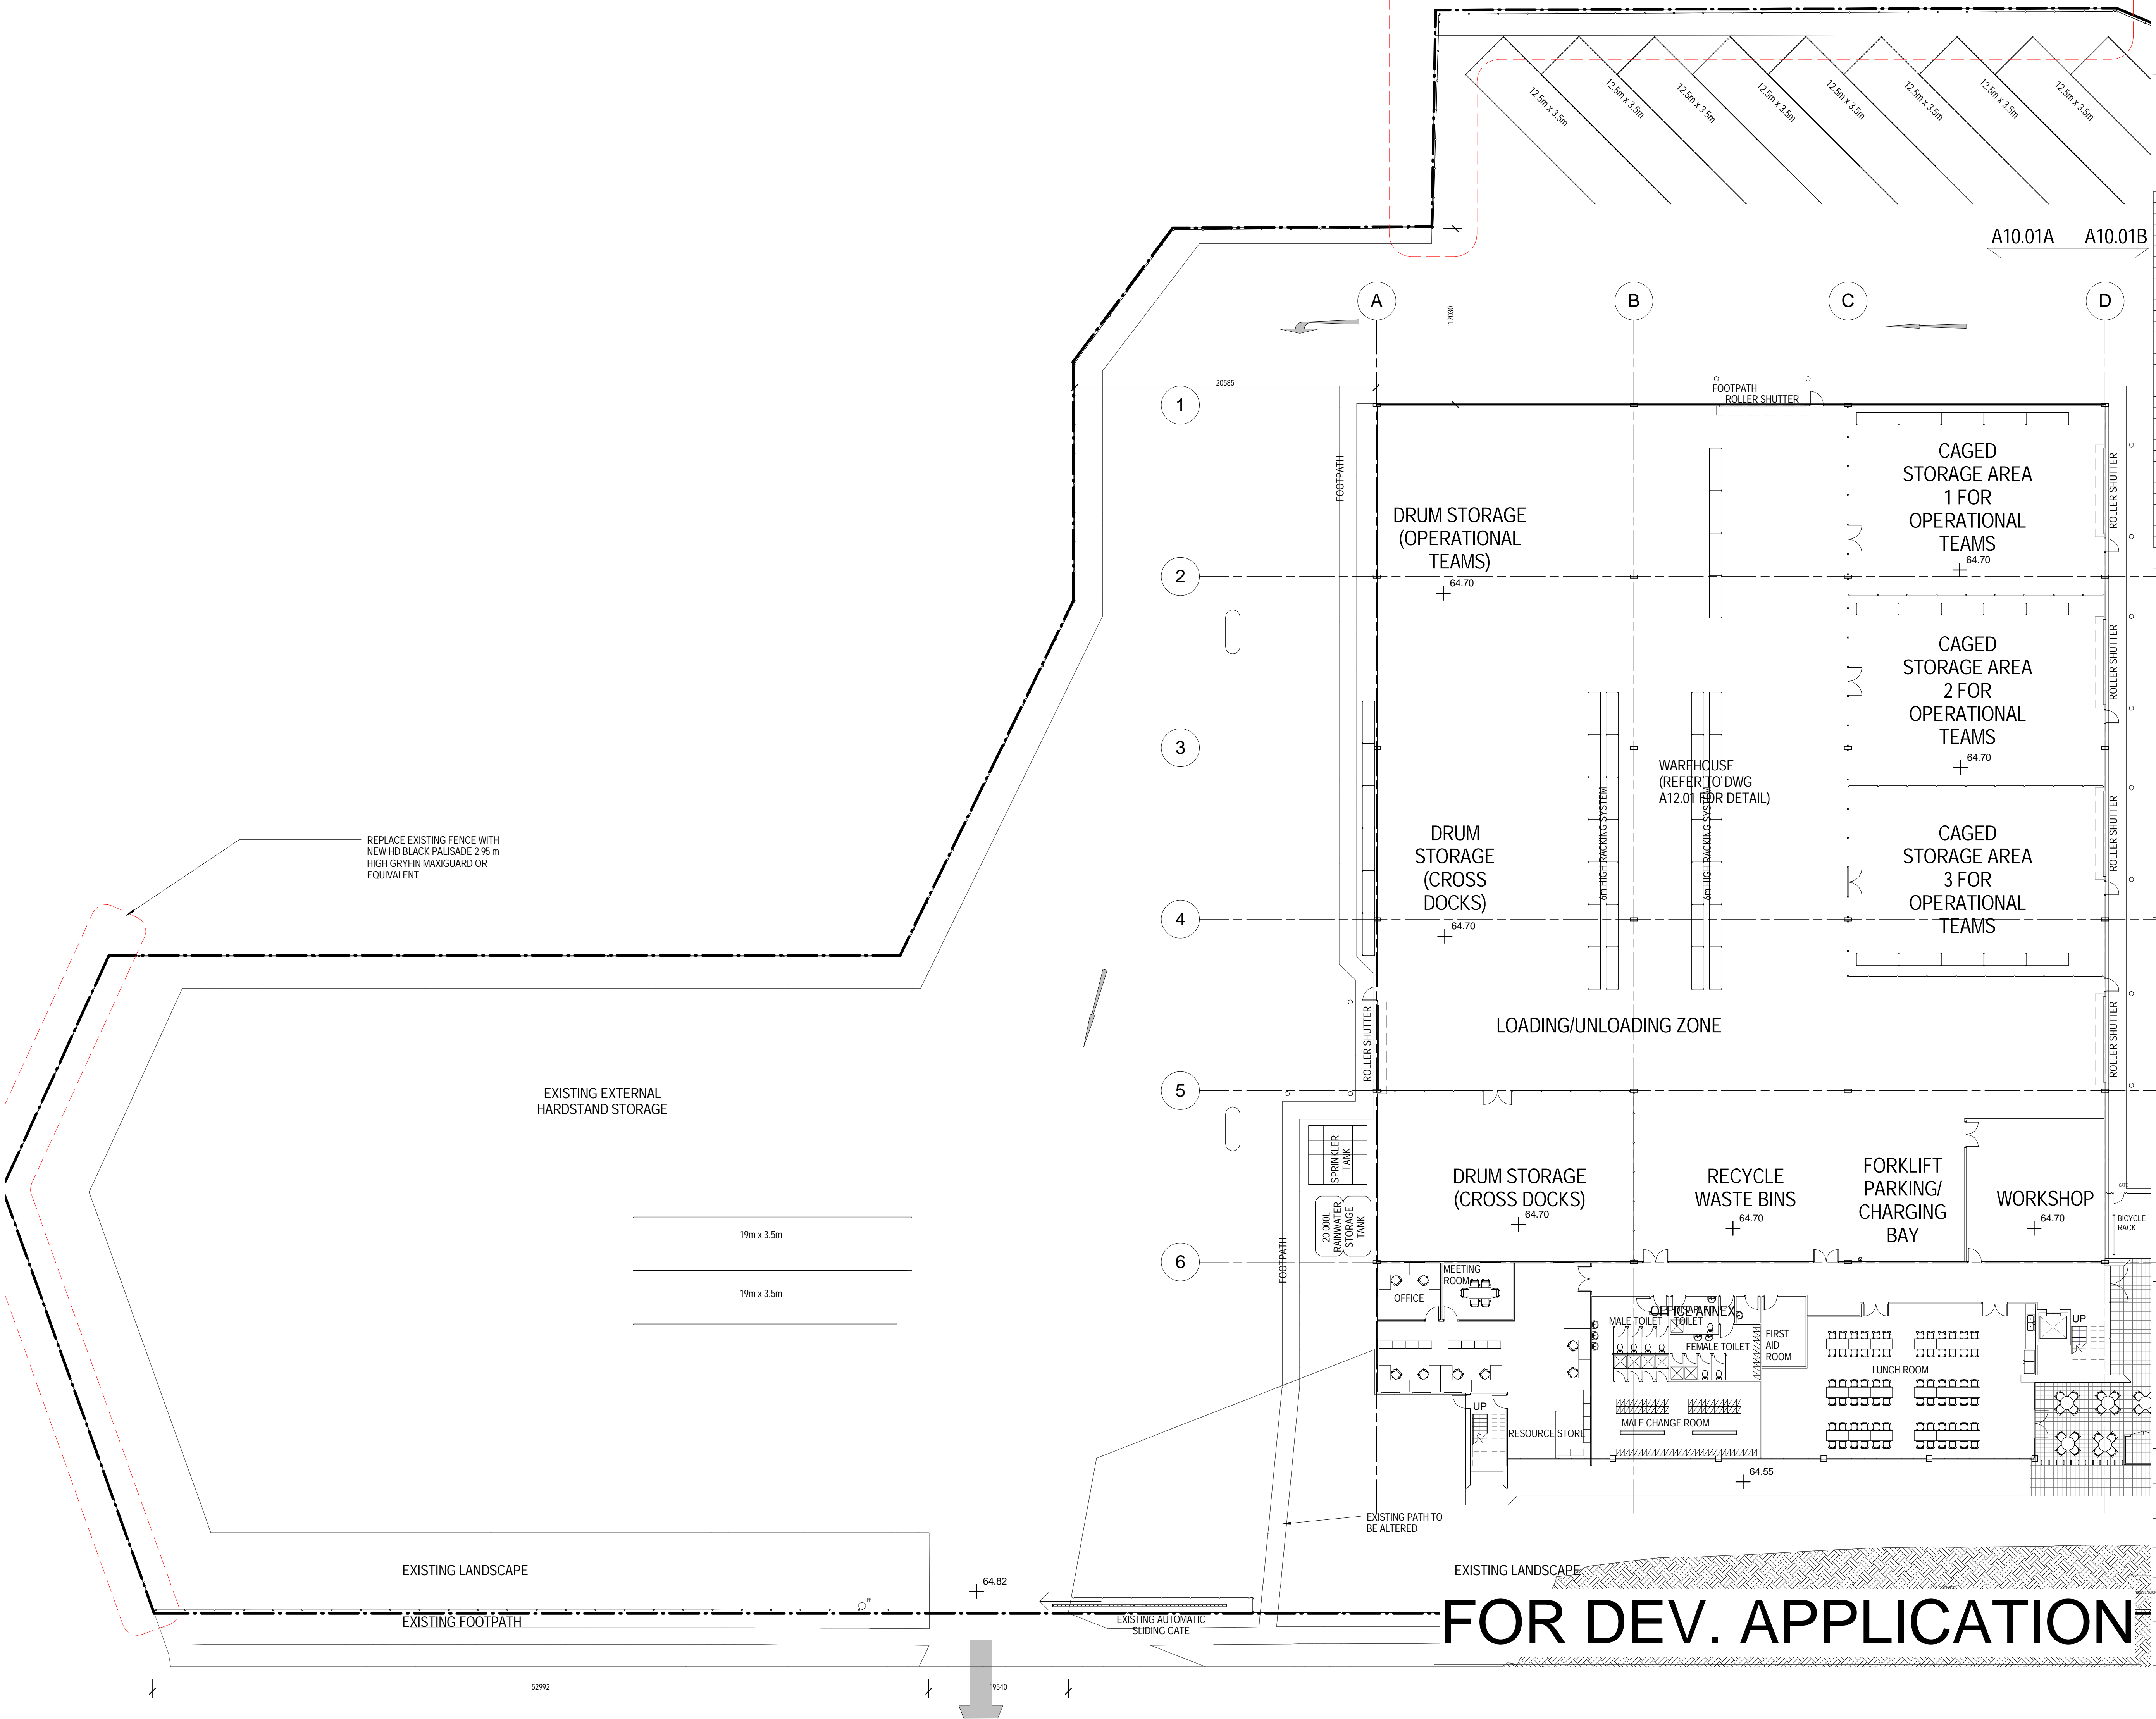 12.5m x 3.5m
12.5m x 3.5m
12.5m x 3.5m
12.5m x 3.5m
12.5m x 3.5m
12.5m x 3.5m
12.5m x 3.5m
12.5m x 3.5m
A10.01A
A10.01B
A
B
C
D
12030
20585
1
2
3
4
5
6
FOOTPATH
ROLLER SHUTTER
FOOTPATH
DRUM STORAGE
(OPERATIONAL
TEAMS)
64.70
CAGED
STORAGE AREA
1 FOR
OPERATIONAL
TEAMS
64.70
ROLLER SHUTTER
CAGED
STORAGE AREA
2 FOR
OPERATIONAL
TEAMS
64.70
ROLLER SHUTTER
WAREHOUSE
(REFER TO DWG
A12.01 FOR DETAIL)
6m HIGH RACKING SYSTEM
6m HIGH RACKING SYSTEM
DRUM
STORAGE
(CROSS
DOCKS)
64.70
CAGED
STORAGE AREA
3 FOR
OPERATIONAL
TEAMS
ROLLER SHUTTER
REPLACE EXISTING FENCE WITH
NEW HD BLACK PALISADE 2.95 m
HIGH GRYFIN MAXIGUARD OR
EQUIVALENT
LOADING/UNLOADING ZONE
ROLLER SHUTTER
ROLLER SHUTTER
EXISTING EXTERNAL
HARDSTAND STORAGE
SPRINKLER
TANK
20,000L
RAINWATER
STORAGE
TANK
FOOTPATH
DRUM STORAGE
(CROSS DOCKS)
64.70
RECYCLE
WASTE BINS
64.70
FORKLIFT
PARKING/
CHARGING
BAY
WORKSHOP
64.70
GATE
BICYCLE
RACK
19m x 3.5m
19m x 3.5m
OFFICE
MEETING
ROOM
OFFICE ANNEX
MALE TOILET
TOILET
FEMALE TOILET
FIRST
AID
ROOM
LUNCH ROOM
UP
UP
RESOURCE STORE
MALE CHANGE ROOM
64.55
EXISTING PATH TO
BE ALTERED
EXISTING LANDSCAPE
64.82
EXISTING LANDSCAPE
EXISTING FOOTPATH
EXISTING AUTOMATIC
SLIDING GATE
FOR DEV. APPLICATION
52992
9540